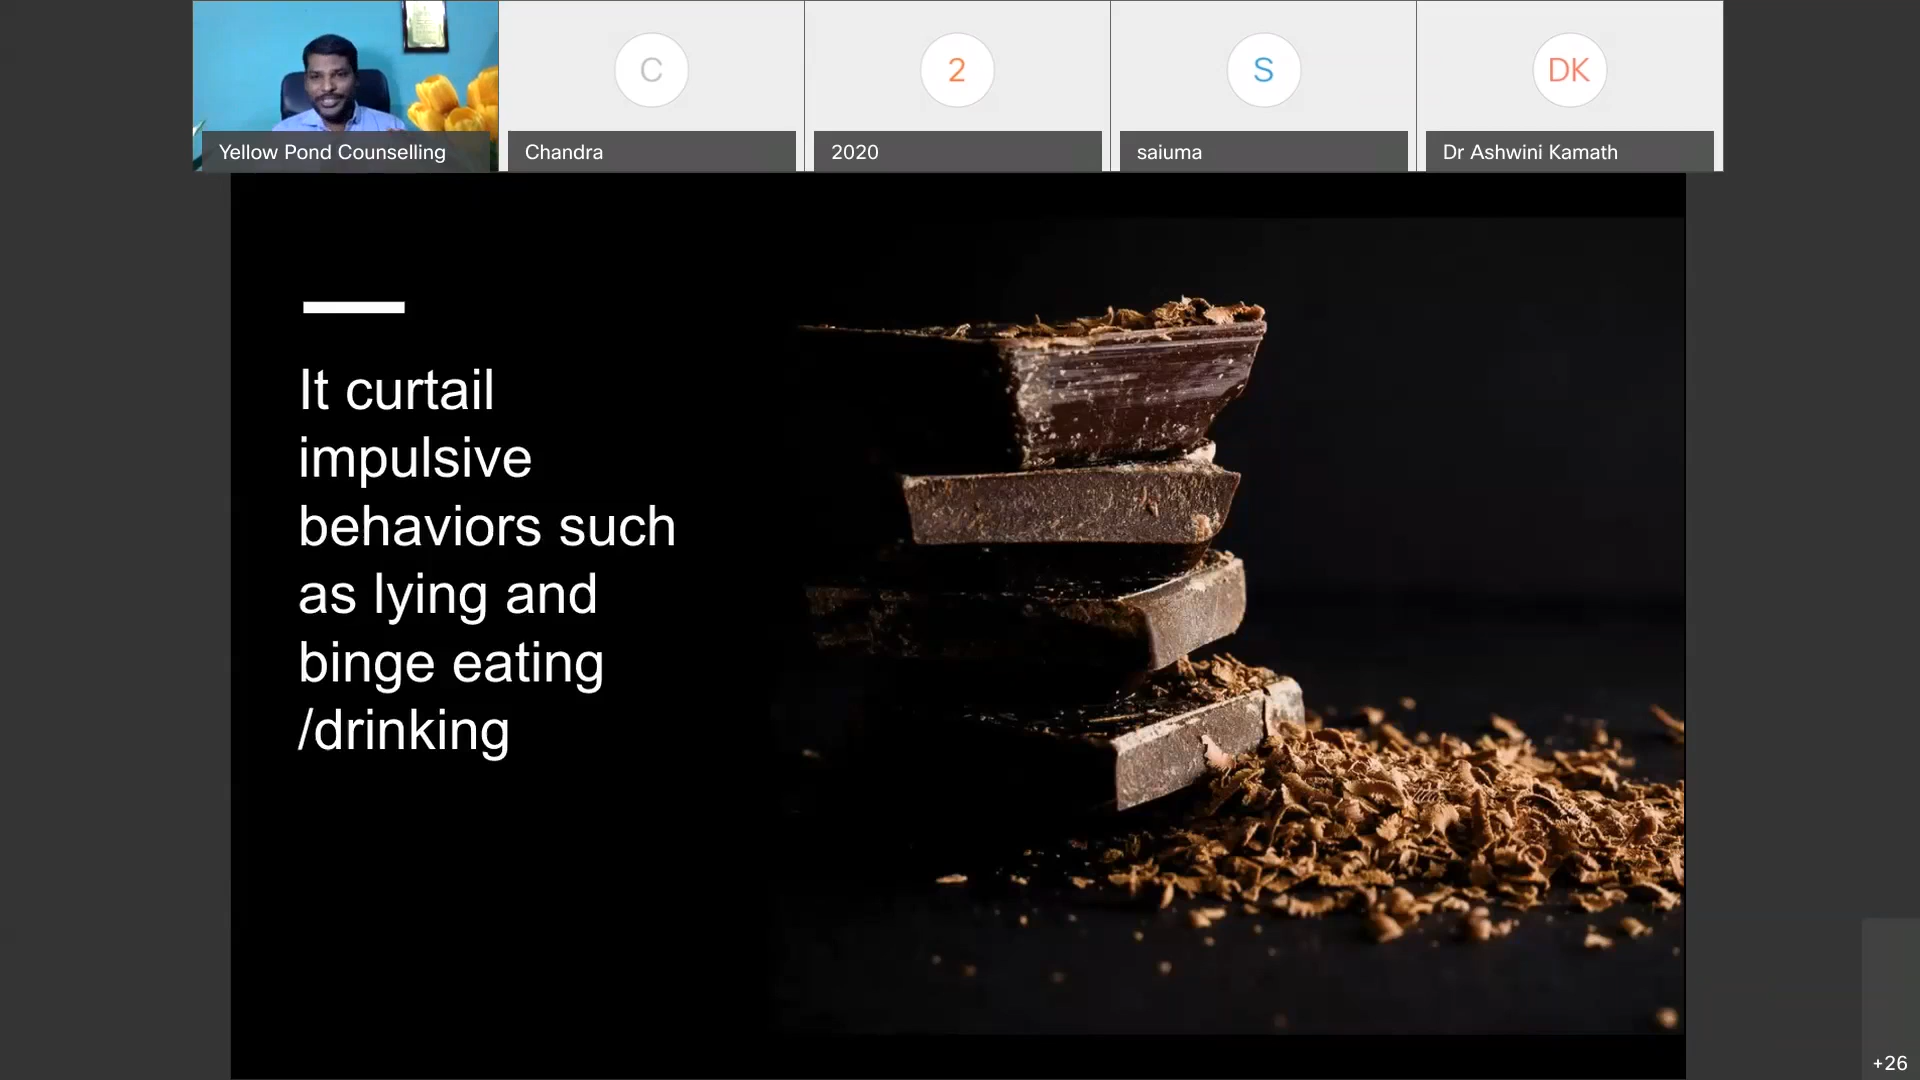 Yellow Pond Counselling
C
Chandra
2
2020
S
saiuma
DK
Dr Ashwini Kamath
It curtail
impulsive
behaviors such
as lying and
binge eating
/drinking
+26